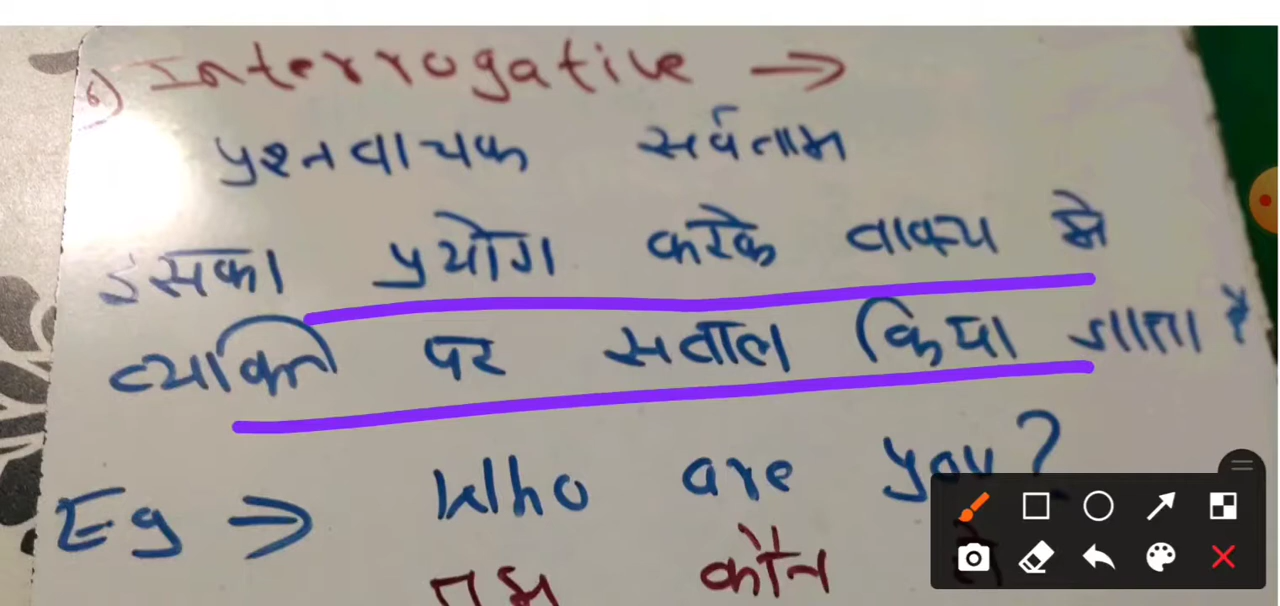 6) Interrogative →
प्रश्नवाचक सर्वनाम
इसका प्रयोग करके वाक्य मे
व्यक्ति पर सवाल किया जाता है
Eg ⇒ Who are you?
तुम कौन